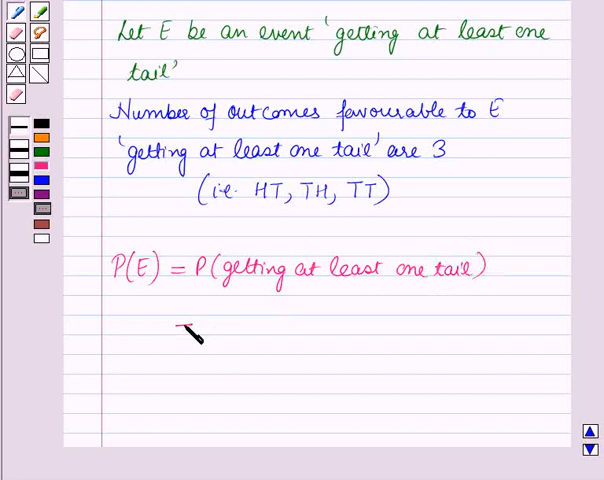 Let E be an event 'getting at least one
tail'
Number of outcomes favourable to E
'getting at least one tail' are 3
(i.e. HT, TH, TT)
P(E) = P(getting at least one tail)